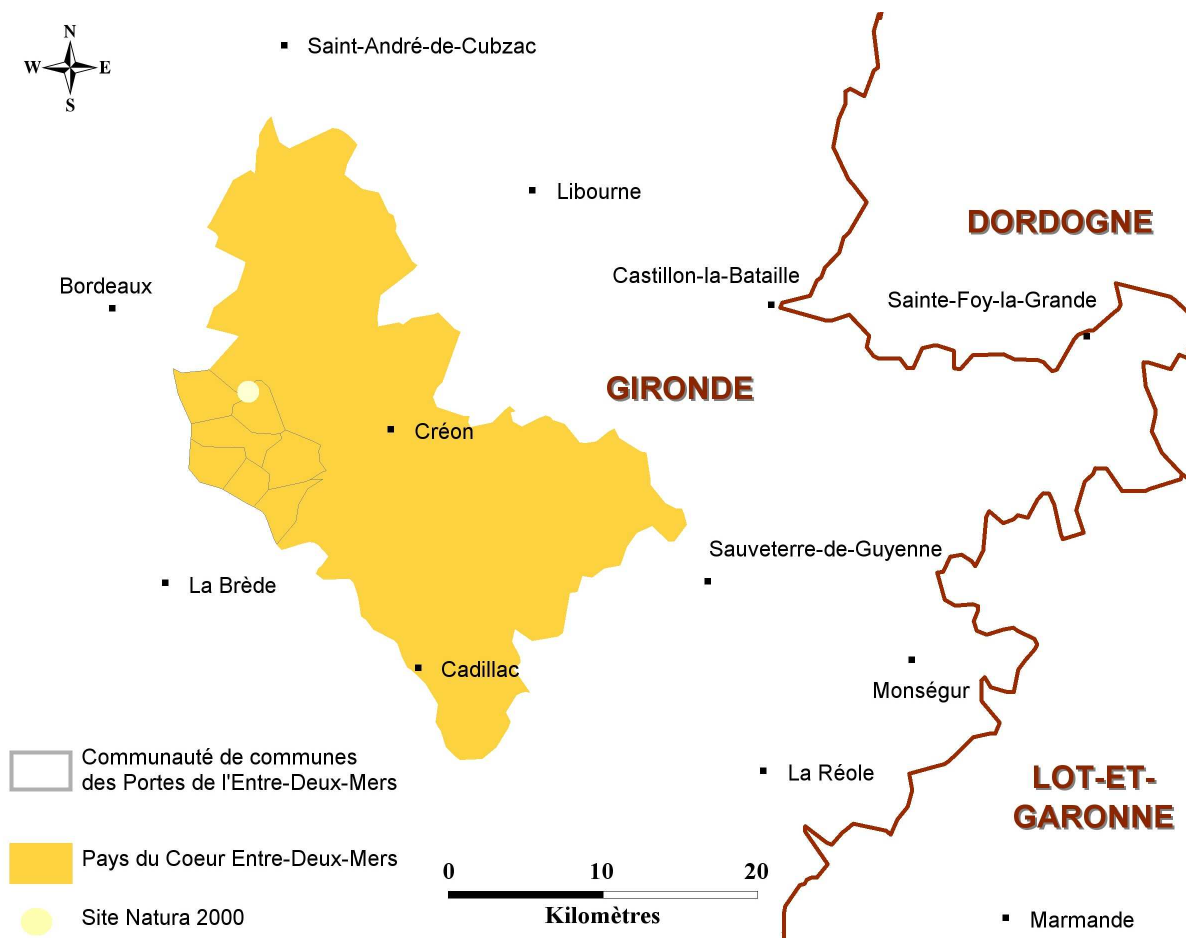 N
W E
S
Saint-André-de-Cubzac
Libourne
DORDOGNE
Castillon-la-Bataille
Bordeaux
Sainte-Foy-la-Grande
GIRONDE
Créon
Sauveterre-de-Guyenne
La Brède
Cadillac
Monségur
Communauté de communes
des Portes de l'Entre-Deux-Mers
La Réole
LOT-ET-
GARONNE
Pays du Coeur Entre-Deux-Mers
0 10 20
Kilomètres
Site Natura 2000
Marmande